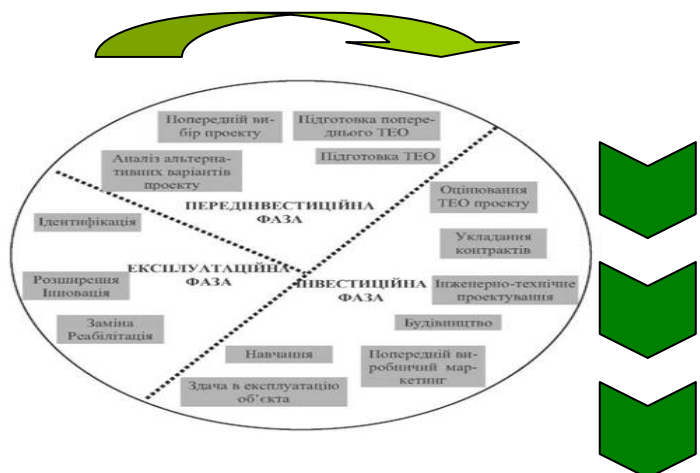 Попередній ви-
бір проекту
Підготовка попере-
днього ТЕО
Аналіз альтерна-
тивних варіантів
проекту
Підготовка ТЕО
ПЕРЕДІНВЕСТИЦІЙНА
ФАЗА
Оцінювання
ТЕО проекту
Укладання
контрактів
Інженерно-технічне
проектування
ІНВЕСТИЦІЙНА
ФАЗА
Будівництво
Попередній ви-
робничий мар-
кетинг
Навчання
Здача в експлуатацію
об’єкта
Ідентифікація
ЕКСПЛУАТАЦІЙНА
ФАЗА
Розширення
Інновація
Заміна
Реабілітація